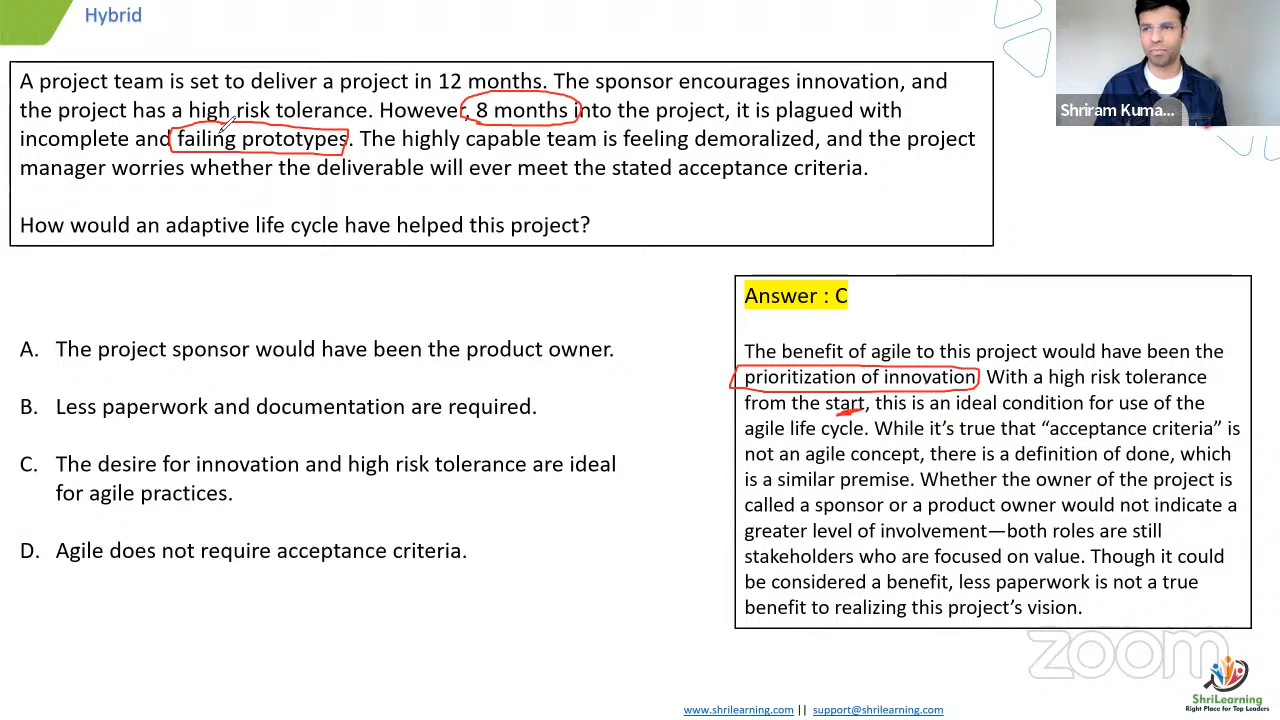 Hybrid
A project team is set to deliver a project in 12 months. The sponsor encourages innovation, and
the project has a high risk tolerance. However, 8 months into the project, it is plagued with
incomplete and failing prototypes. The highly capable team is feeling demoralized, and the project
manager worries whether the deliverable will ever meet the stated acceptance criteria.
How would an adaptive life cycle have helped this project?
A. The project sponsor would have been the product owner.
B. Less paperwork and documentation are required.
C. The desire for innovation and high risk tolerance are ideal
for agile practices.
D. Agile does not require acceptance criteria.
Answer : C
The benefit of agile to this project would have been the
prioritization of innovation. With a high risk tolerance
from the start, this is an ideal condition for use of the
agile life cycle. While it’s true that “acceptance criteria” is
not an agile concept, there is a definition of done, which
is a similar premise. Whether the owner of the project is
called a sponsor or a product owner would not indicate a
greater level of involvement—both roles are still
stakeholders who are focused on value. Though it could
be considered a benefit, less paperwork is not a true
benefit to realizing this project’s vision.
Shriram Kuma...
zoom
ShriLearning
Right Place for Top Leaders
www.shrilearning.com || support@shrilearning.com